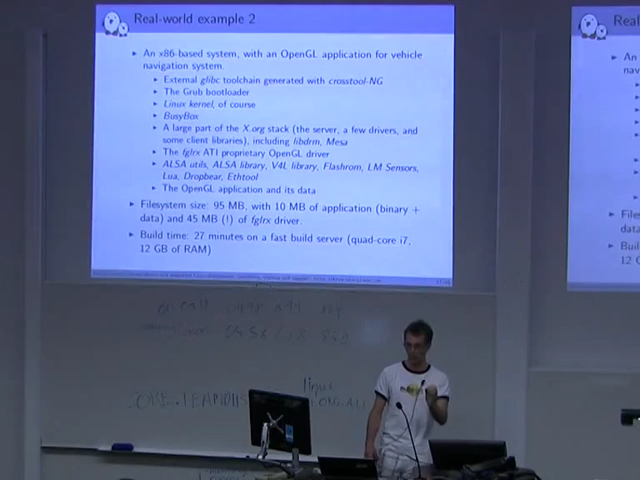 Real-world example 2
An x86-based system, with an OpenGL application for vehicle
navigation system.
External glibc toolchain generated with crosstool-NG
The Grub bootloader
Linux kernel, of course
BusyBox
A large part of the X.org stack (the server, a few drivers, and
some client libraries), including libdrm, Mesa
The fglrx ATI proprietary OpenGL driver
ALSA utils, ALSA library, V4L library, Flashrom, LM Sensors,
Lua, Dropbear, Ethtool
The OpenGL application and its data
Filesystem size: 95 MB, with 10 MB of application (binary +
data) and 45 MB (!) of fglrx driver.
Build time: 27 minutes on a fast build server (quad-core i7,
12 GB of RAM)
Real
An
nav
Files
data
Buil
12 G
linux